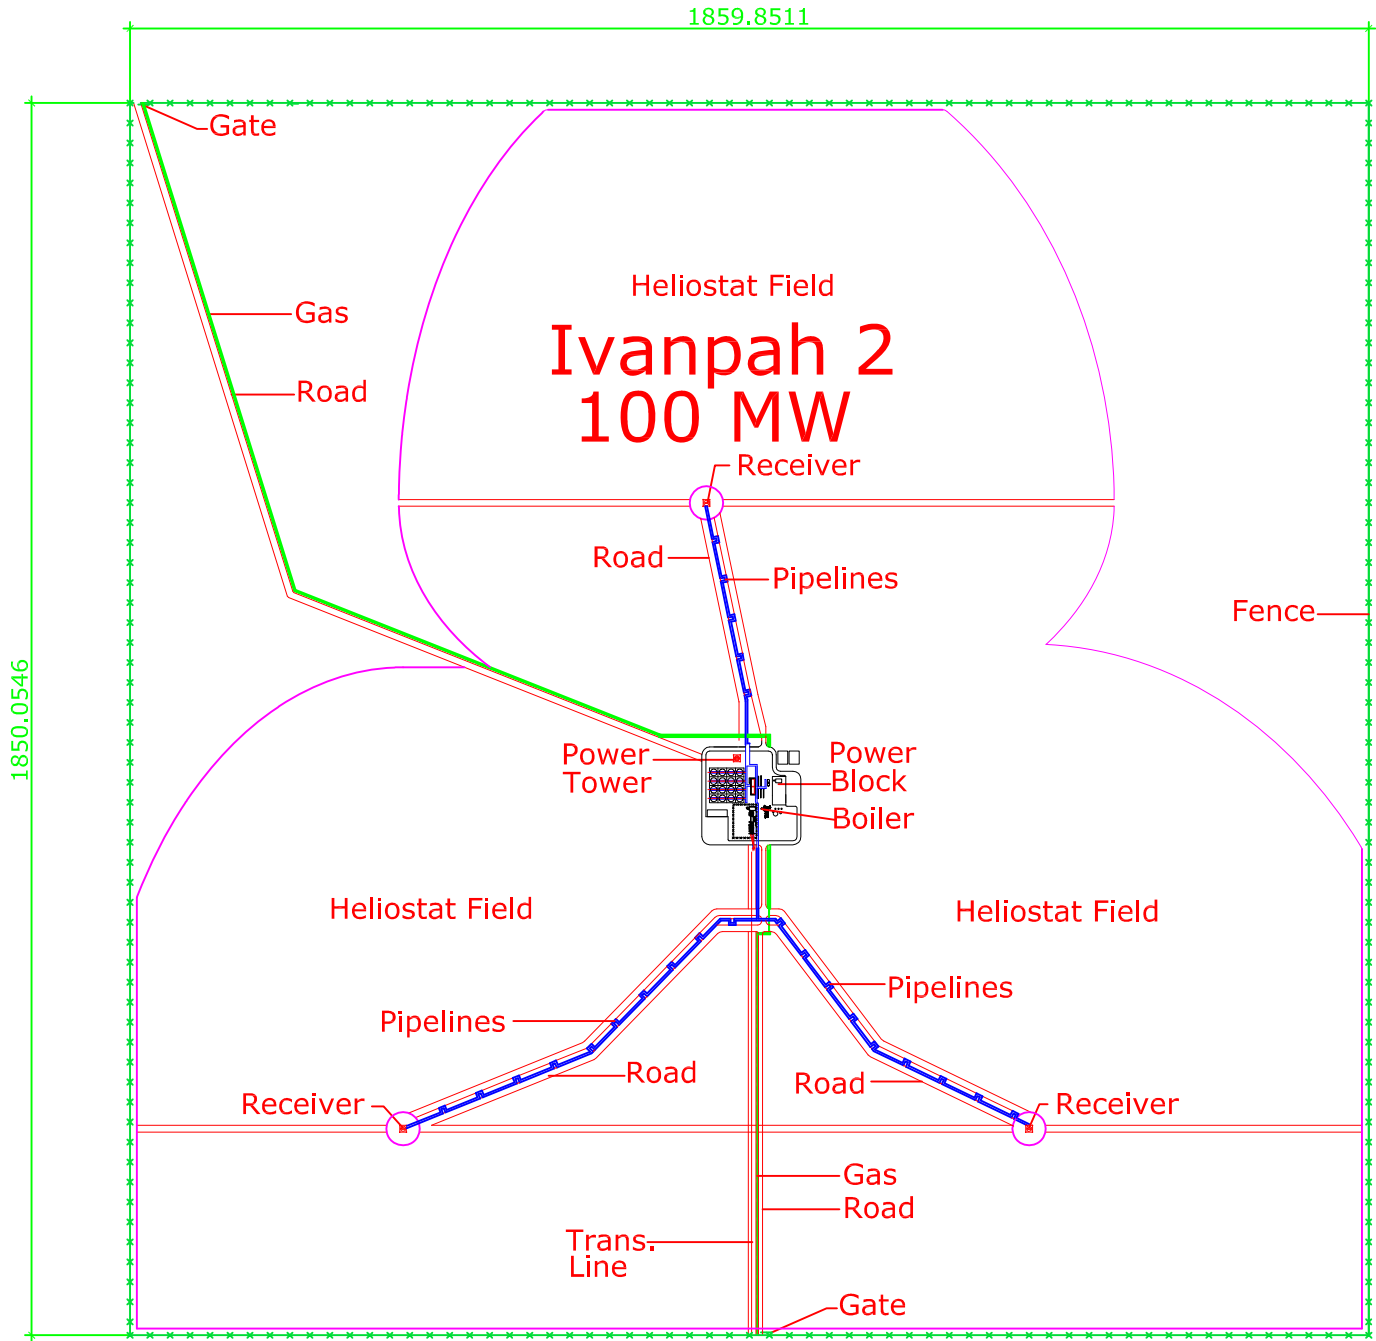 1859.8511
Gate
Heliostat Field
Gas
Ivanpah 2
Road
100 MW
Receiver
Road
Pipelines
Fence
1850.0546
Power
Tower
Power
Block
Boiler
Heliostat Field
Heliostat Field
Pipelines
Pipelines
Road
Road
Receiver
Receiver
Gas
Road
Trans.
Line
Gate